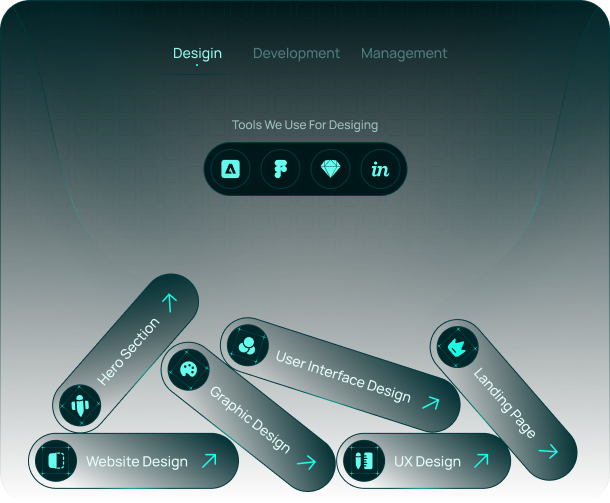 Desigin
Development
Management
Tools We Use For Desiging
in
Hero Section
User Interface Design
Graphic Design
Landing Page
Website Design
UX Design